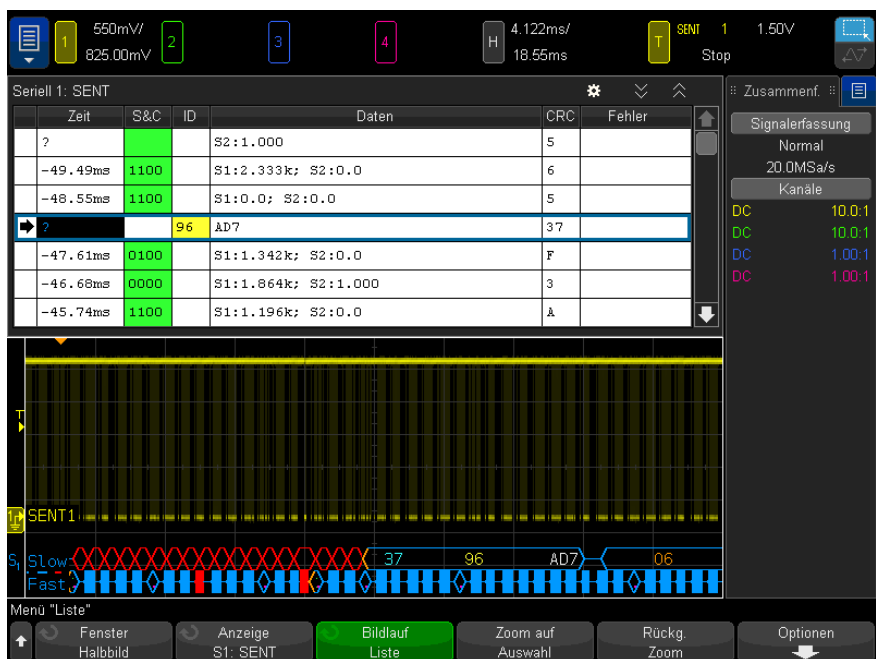 1 550mV/ 825.00mV 2 3 4 H 4.122ms/ 18.55ms T SENT 1 1.50V Stop
Seriell 1: SENT
Zeit S&C ID Daten CRC Fehler
? S2:1.000 5
-49.49ms 1100 S1:2.333k; S2:0.0 6
-48.55ms 1100 S1:0.0; S2:0.0 5
? 96 AD7 37
-47.61ms 0100 S1:1.342k; S2:0.0 F
-46.68ms 0000 S1:1.864k; S2:1.000 3
-45.74ms 1100 S1:1.196k; S2:0.0 A
Zusammenf.
Signalerfassung
Normal
20.0MSa/s
Kanäle
DC 10.0:1
DC 10.0:1
DC 1.00:1
DC 1.00:1
T
1 SENT1
S1 Slow 37 96 AD7 06
Fast
Menü "Liste"
Fenster Halbbild
Anzeige S1: SENT
Bildlauf Liste
Zoom auf Auswahl
Rückg. Zoom
Optionen